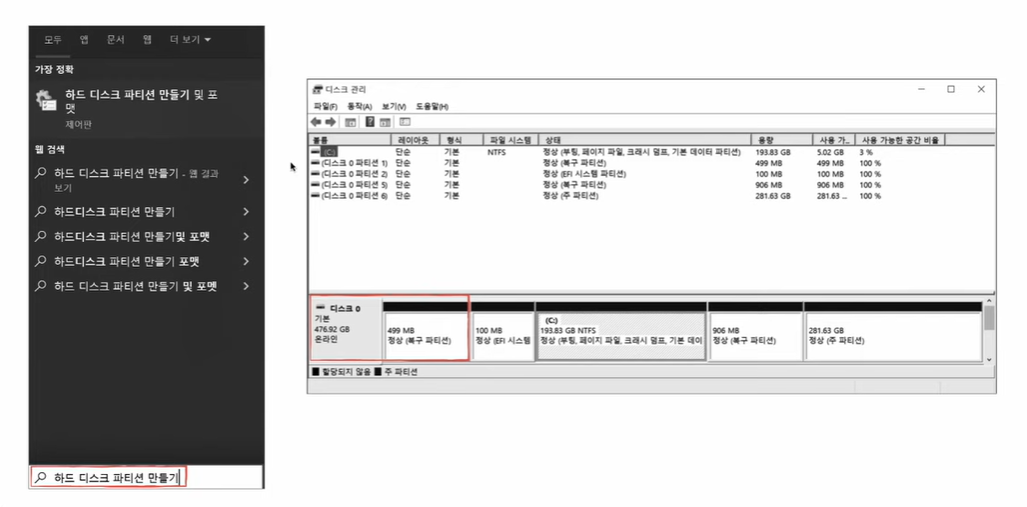 모두 앱 문서 웹 더 보기
가장 정확
하드 디스크 파티션 만들기 및 포
맷
제어판
웹 검색
하드 디스크 파티션 만들기 - 웹 결과
보기
하드디스크 파티션 만들기
하드디스크 파티션 만들기및 포맷
하드디스크 파티션 만들기 포맷
하드 디스크 파티션 만들기 및 포멧
하드 디스크 파티션 만들기
디스크 관리
파일(F) 동작(A) 보기(V) 도움말(H)
볼륨 레이아웃 형식 파일 시스템 상태 용량 사용 가... 사용 가능한 공간 비율
(C:) 단순 기본 NTFS 정상 (부팅, 페이지 파일, 크래시 덤프, 기본 데이터 파티션) 193.83 GB 5.02 GB 3 %
(디스크 0 파티션 1) 단순 기본 정상 (복구 파티션) 499 MB 499 MB 100 %
(디스크 0 파티션 2) 단순 기본 정상 (EFI 시스템 파티션) 100 MB 100 MB 100 %
(디스크 0 파티션 5) 단순 기본 정상 (복구 파티션) 906 MB 906 MB 100 %
(디스크 0 파티션 6) 단순 기본 정상 (주 파티션) 281.63 GB 281.63 ... 100 %
디스크 0
기본
476.92 GB
온라인
499 MB
정상 (복구 파티션)
100 MB
정상 (EFI 시스템
(C:)
193.83 GB NTFS
정상 (부팅, 페이지 파일, 크래시 덤프, 기본 데이
906 MB
정상 (복구 파티션)
281.63 GB
정상 (주 파티션)
할당되지 않음 주 파티션